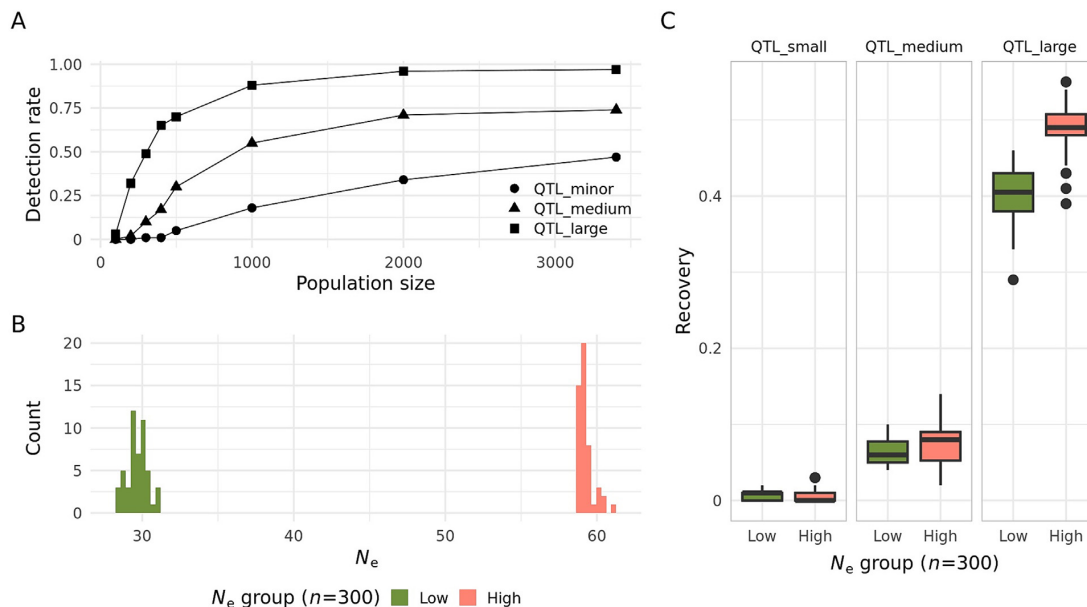 A
1.00
0.75
0.50
0.25
0
Detection rate
QTL_minor
QTL_medium
QTL_large
0 1000 2000 3000
Population size
B
20
15
10
5
0
Count
30 40 50 60
Ne
Ne group (n=300) Low High
C
QTL_small QTL_medium QTL_large
0.4
0.2
0
Recovery
Low High Low High Low High
Ne group (n=300)